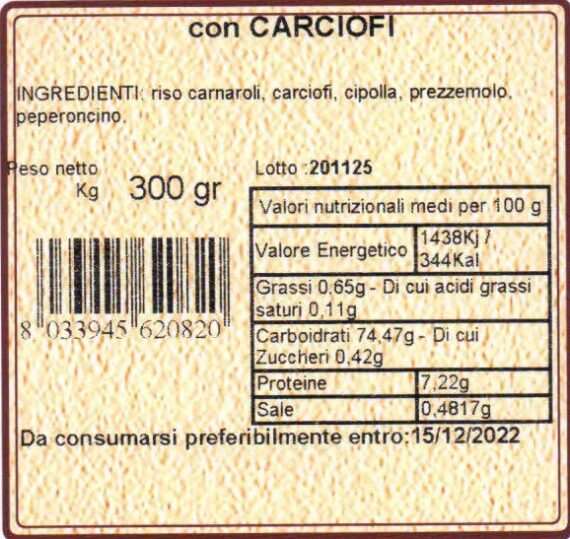 con CARCIOFI
INGREDIENTI: riso carnaroli, carciofi, cipolla, prezzemolo,
peperoncino.
Peso netto
Kg 300 gr
Lotto :201125
Valori nutrizionali medi per 100 g
Valore Energetico 1438Kj /
344Kal
Grassi 0,65g - Di cui acidi grassi
saturi 0,11g
Carboidrati 74,47g - Di cui
Zuccheri 0,42g
Proteine 7,22g
Sale 0,4817g
8 033945 620820
Da consumarsi preferibilmente entro:15/12/2022